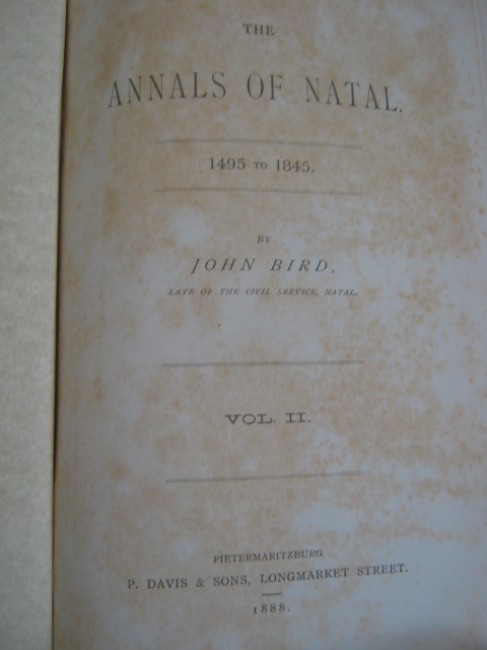 THE
ANNALS OF NATAL.
1495 TO 1845.
BY
JOHN BIRD,
LATE OF THE CIVIL SERVICE, NATAL.
VOL. II.
PIETERMARITZBURG
P. DAVIS & SONS, LONGMARKET STREET.
1888.